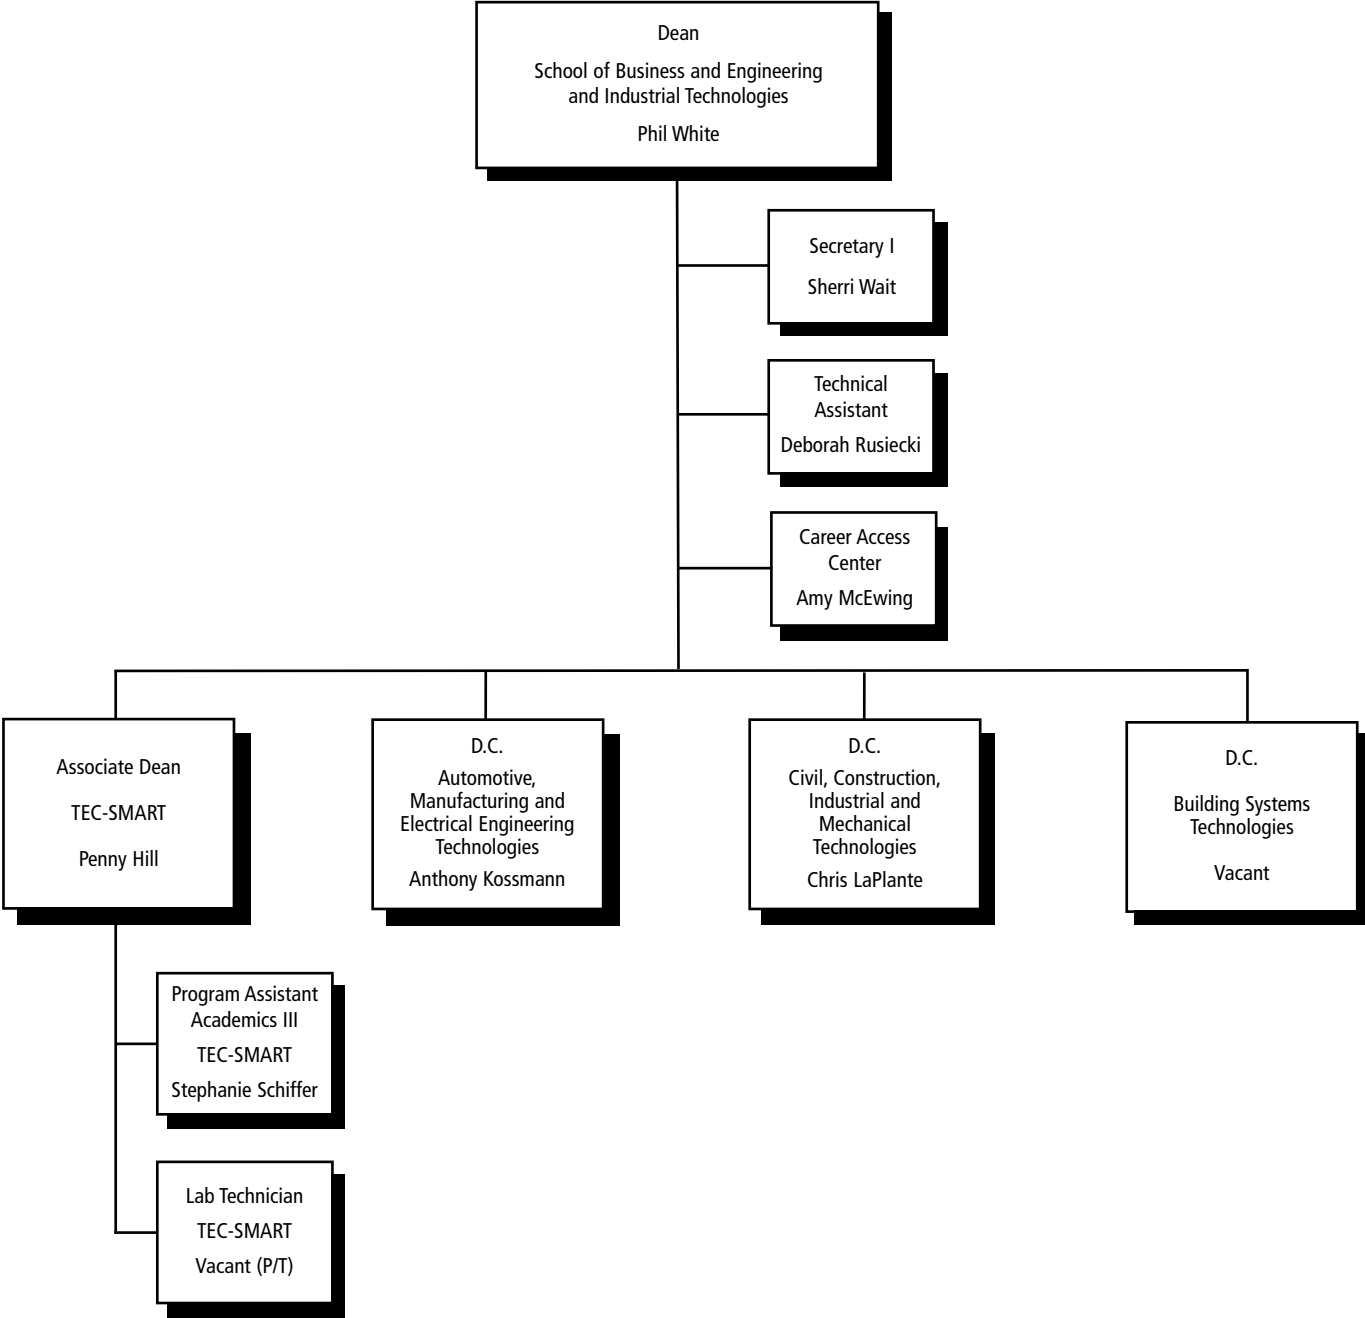 Dean
School of Business and Engineering
and Industrial Technologies
Phil White
Secretary I
Sherri Wait
Technical
Assistant
Deborah Rusiecki
Career Access
Center
Amy McEwing
Associate Dean
TEC-SMART
Penny Hill
D.C.
Automotive,
Manufacturing and
Electrical Engineering
Technologies
Anthony Kossmann
D.C.
Civil, Construction,
Industrial and
Mechanical
Technologies
Chris LaPlante
D.C.
Building Systems
Technologies
Vacant
Program Assistant
Academics III
TEC-SMART
Stephanie Schiffer
Lab Technician
TEC-SMART
Vacant (P/T)